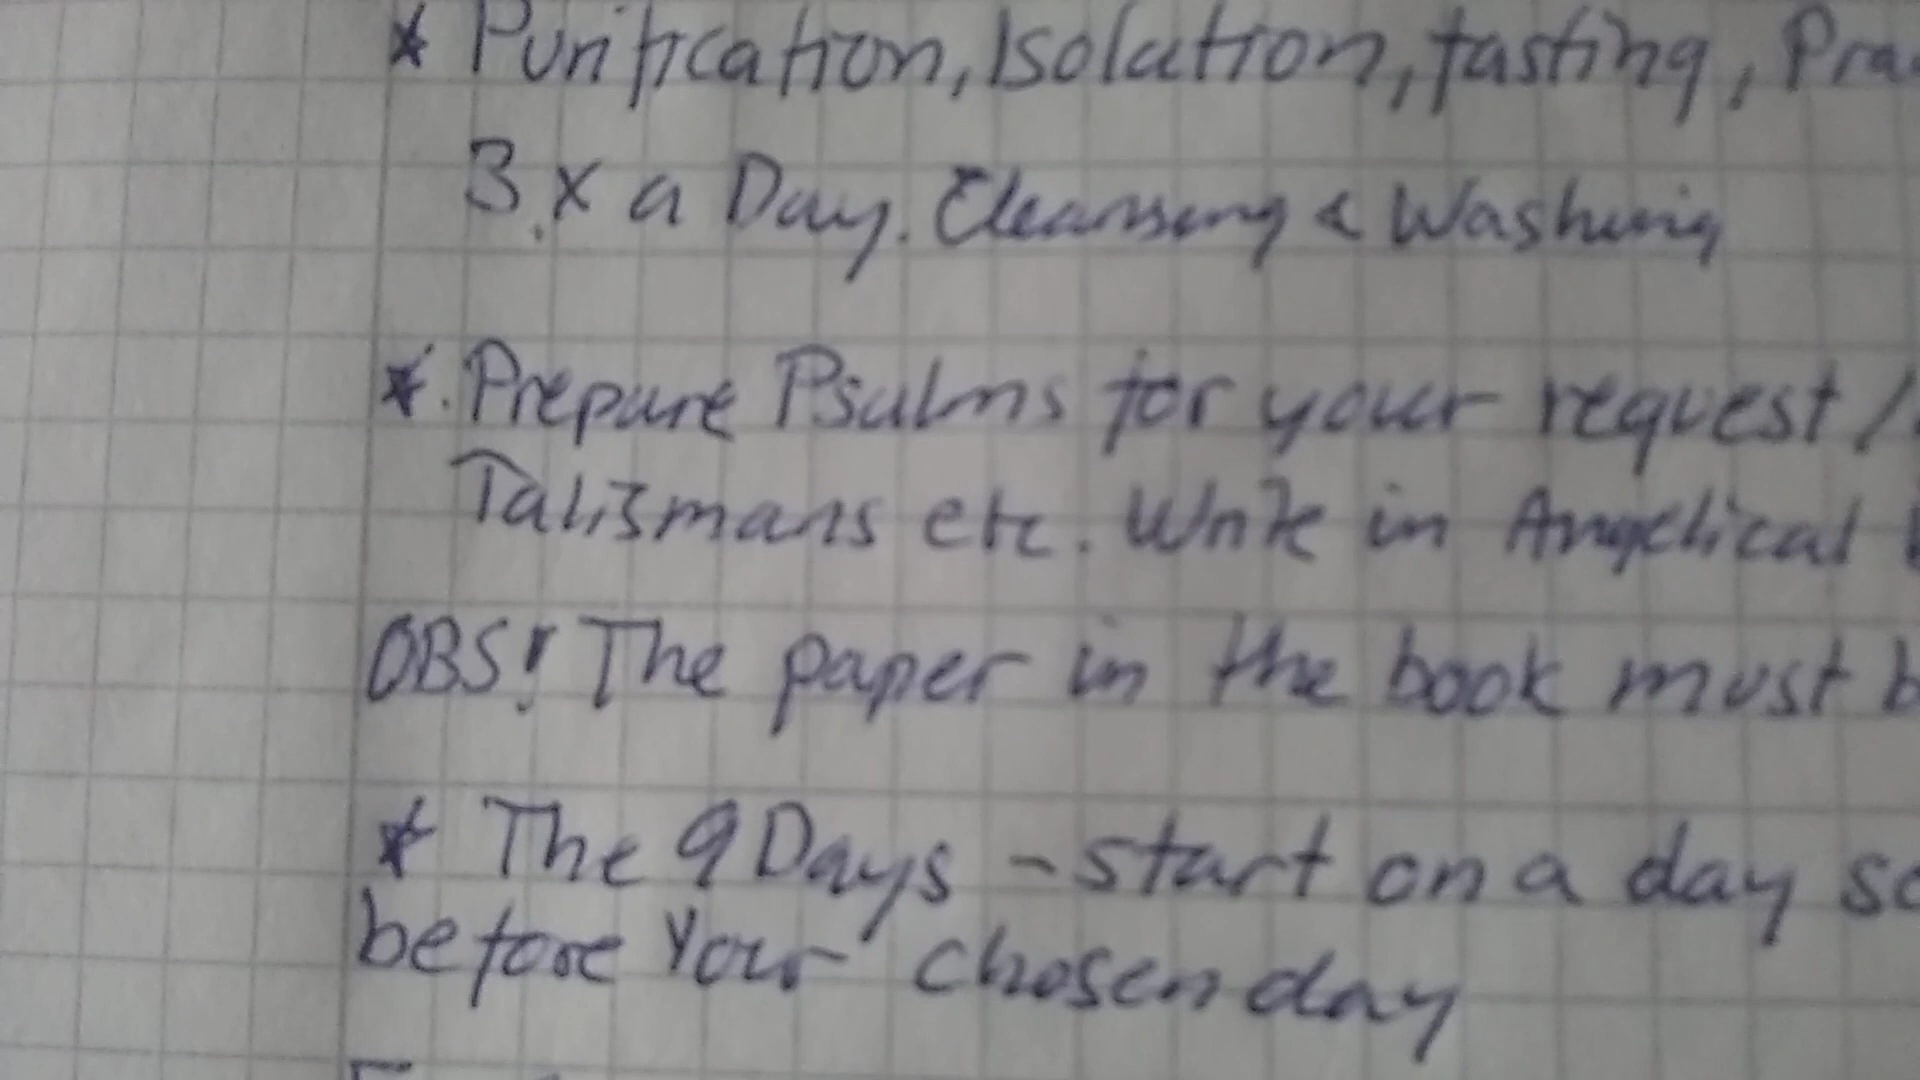 * Purification, Isolation, fasting, Pra
3.x a Day. Cleansing & Washing
*. Prepare Psalms for your request /
Talismans etc. Write in Angelical
OBS! The paper in the book must b
* The 9 Days - start on a day so
before Your chosen day